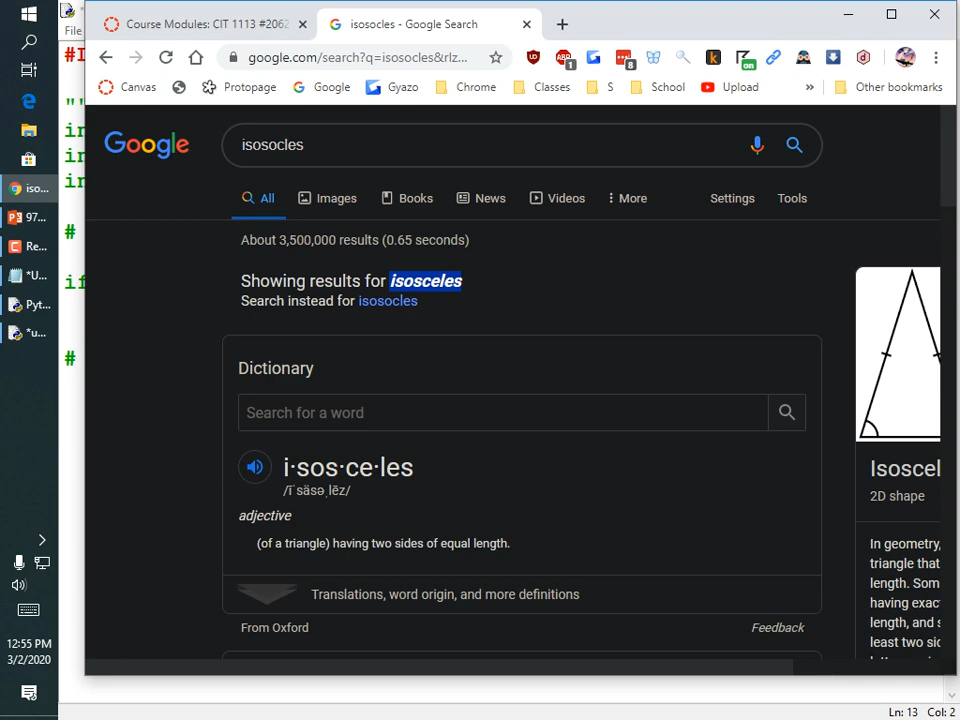 Course Modules: CIT 1113 #2062
isosocles - Google Search
File
google.com/search?q=isosocles&rlz...
1
8
on
Canvas
Protopage
Google
Gyazo
Chrome
Classes
S
School
Upload
»
Other bookmarks
#I
""
in
in
in
#
if
#
Google
isosocles
All
Images
Books
News
Videos
More
Settings
Tools
About 3,500,000 results (0.65 seconds)
Showing results for isosceles
Search instead for isosocles
Dictionary
Search for a word
i·sos·ce·les
/īˈsäsəˌlēz/
adjective
(of a triangle) having two sides of equal length.
Translations, word origin, and more definitions
From Oxford
Feedback
Isoscel
2D shape
In geometry,
triangle that
length. Som
having exac
length, and s
least two sid
iso...
97...
Re...
*U...
Pyt...
*u...
12:55 PM
3/2/2020
Ln: 13 Col: 2